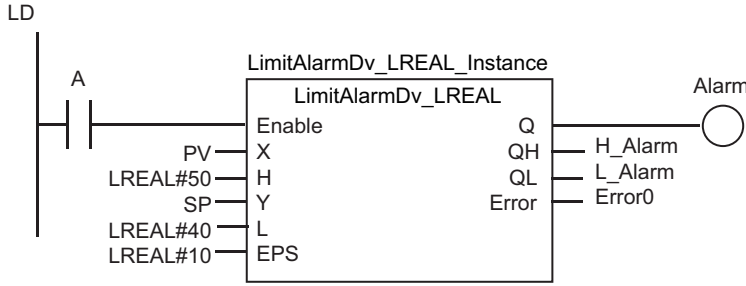 LD
A
LimitAlarmDv_LREAL_Instance
LimitAlarmDv_LREAL
Alarm
Enable Q
PV X QH H_Alarm
LREAL#50 H QL L_Alarm
SP Y Error Error0
LREAL#40 L
LREAL#10 EPS